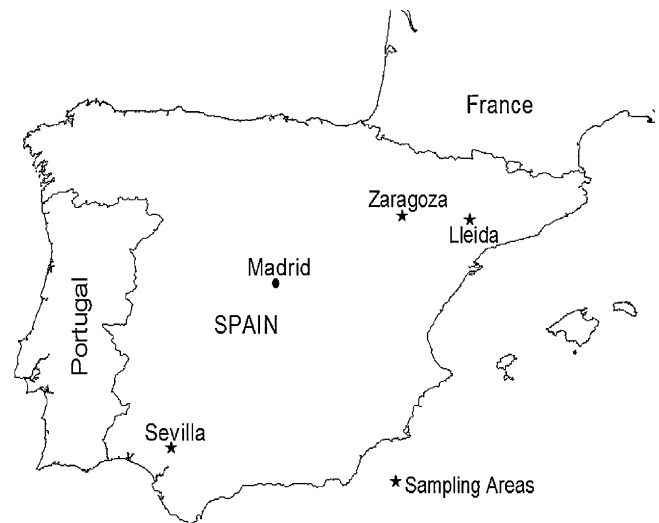 France
Zaragoza
Lleida
Madrid
SPAIN
Portugal
Sevilla
Sampling Areas